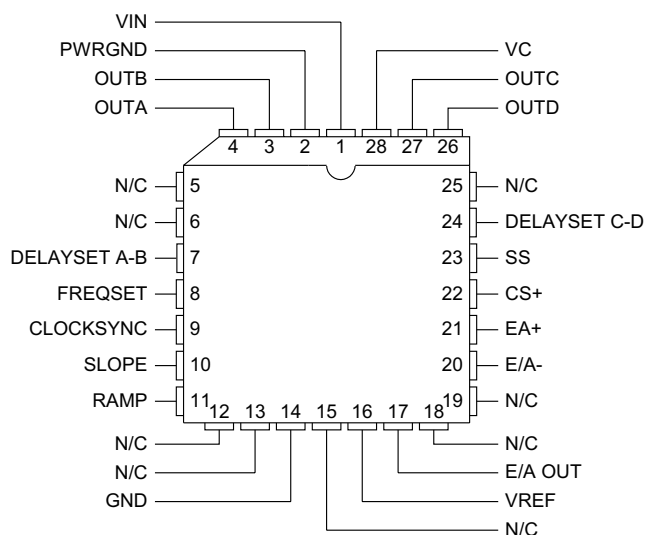 VIN
PWRGND VC
OUTB OUTC
OUTA OUTD
4 3 2 1 28 27 26
N/C 5 25 N/C
N/C 6 24 DELAYSET C-D
DELAYSET A-B 7 23 SS
FREQSET 8 22 CS+
CLOCKSYNC 9 21 EA+
SLOPE 10 20 E/A-
RAMP 11 19 N/C
12 13 14 15 16 17 18
N/C N/C
N/C E/A OUT
GND VREF
N/C